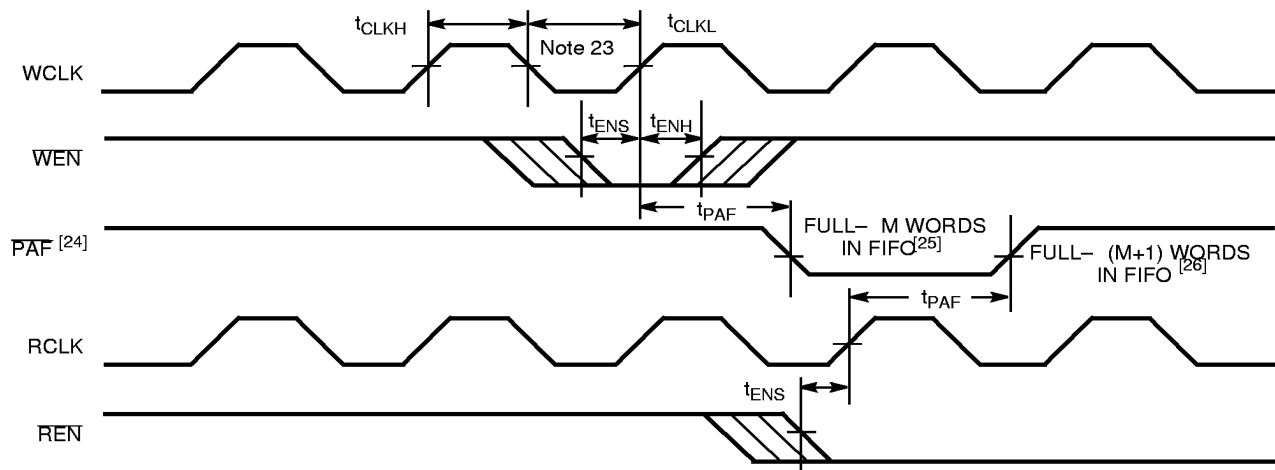 tCLKH
tCLKL
Note 23
WCLK
tENS
tENH
WEN
tPAF
PAF [24]
FULL– M WORDS
IN FIFO[25]
FULL– (M+1) WORDS
IN FIFO [26]
tPAF
RCLK
tENS
REN